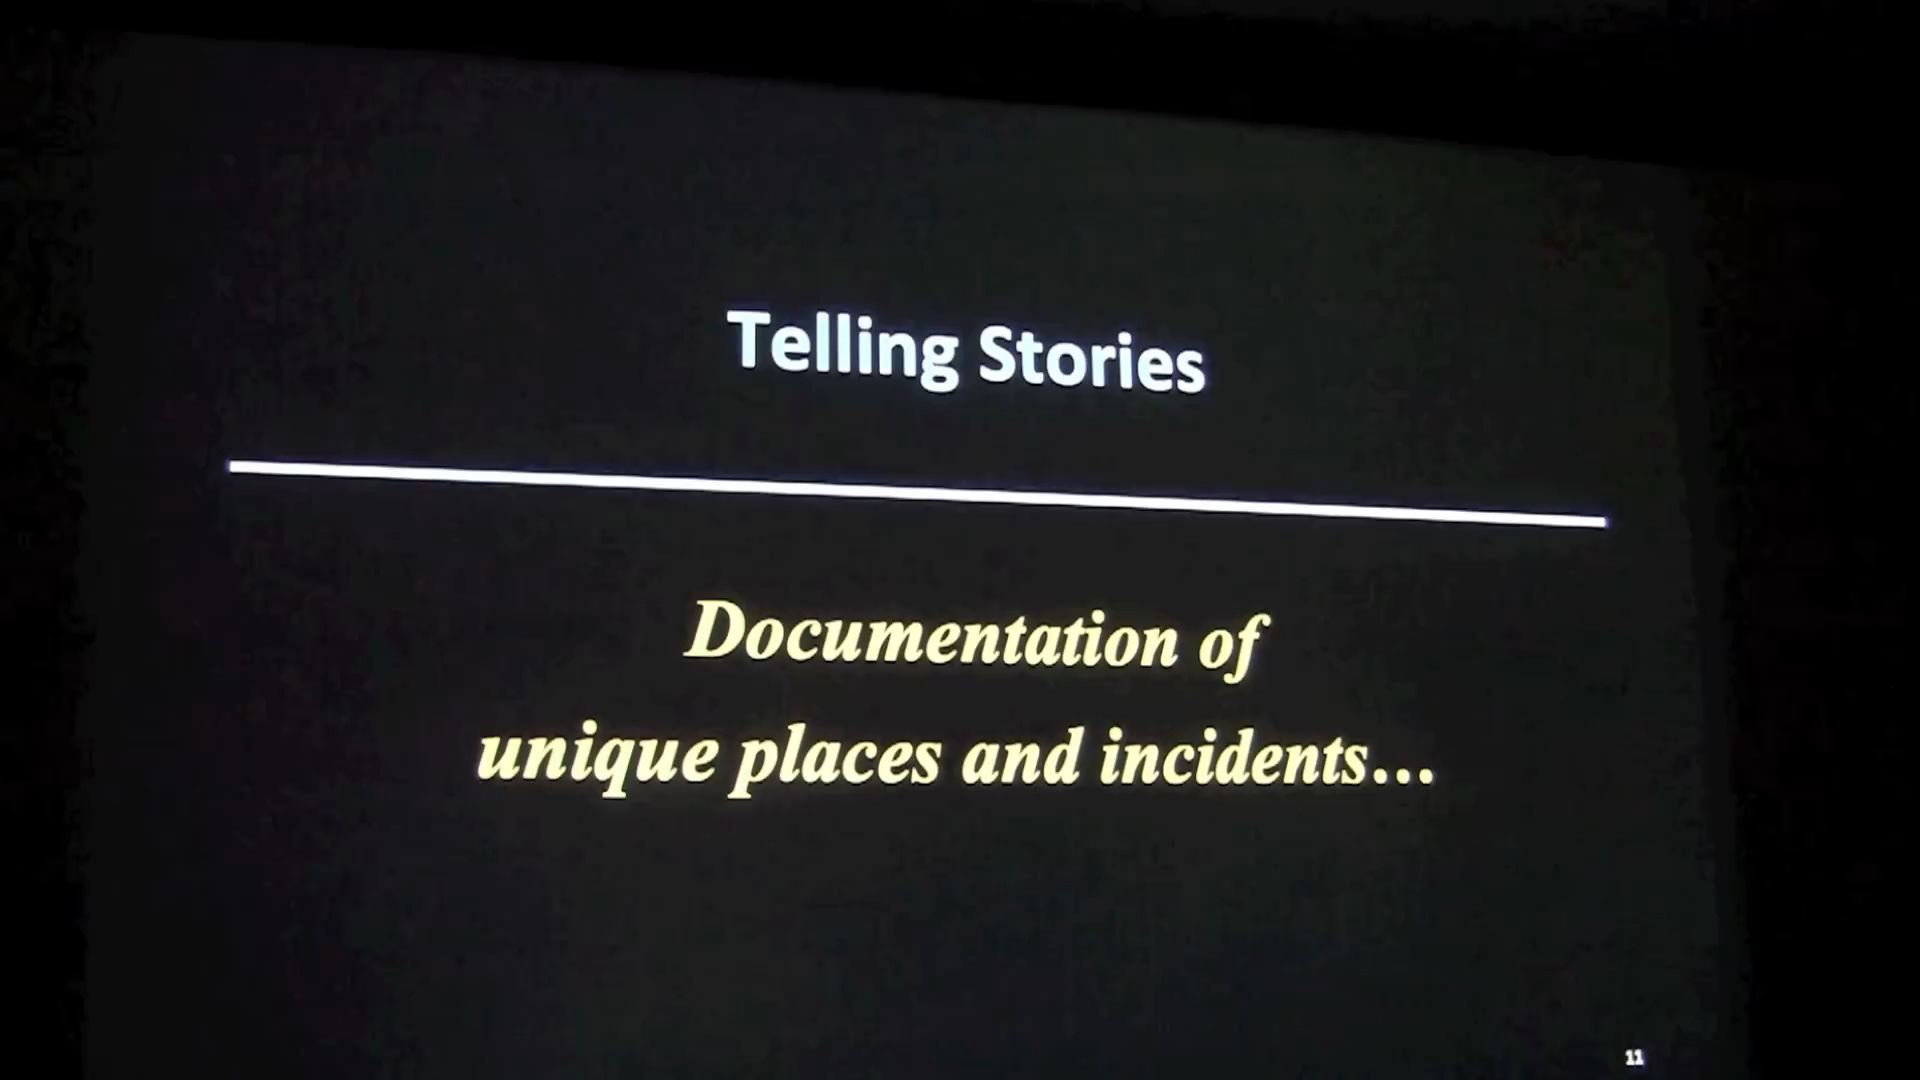 Telling Stories
Documentation of
unique places and incidents...
11